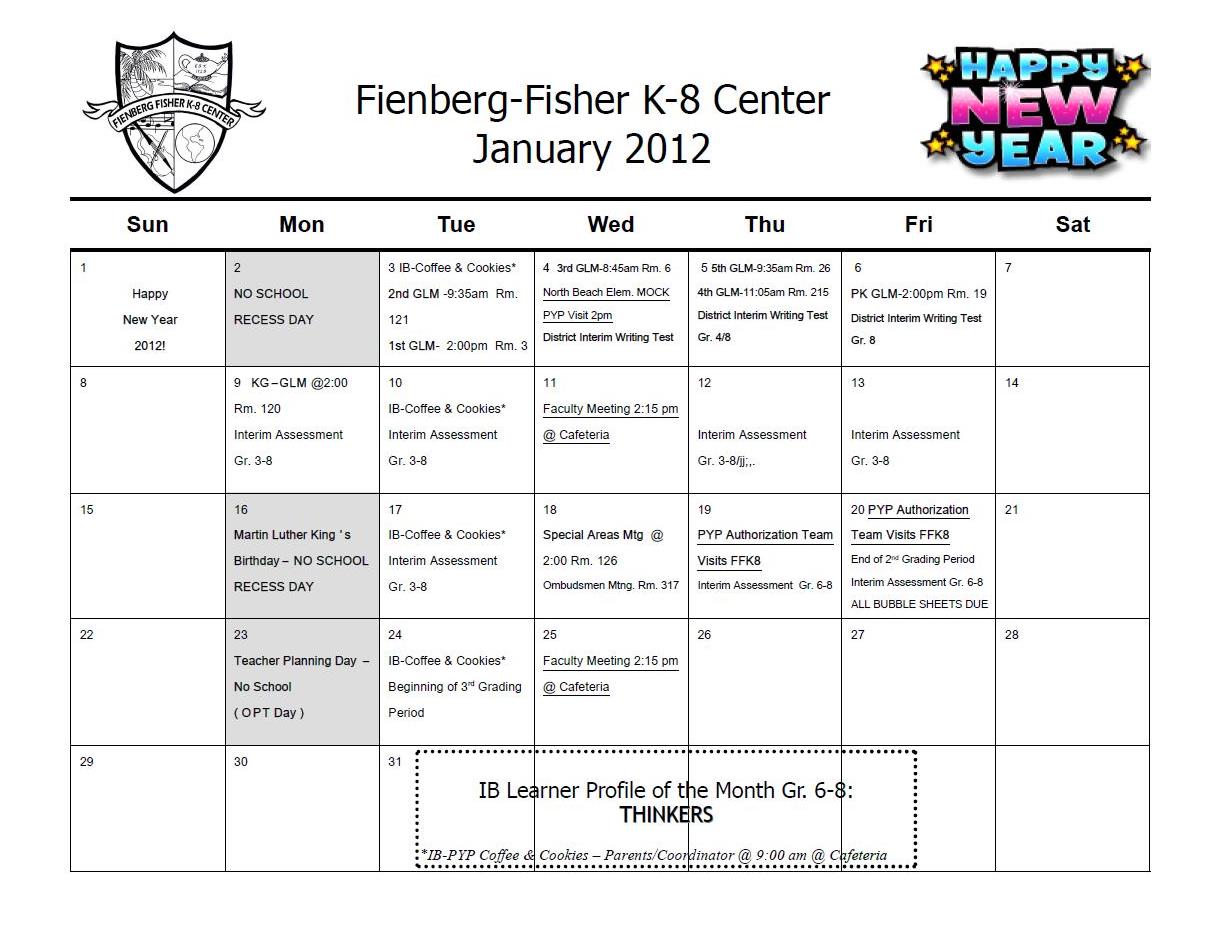 FIENBERG FISHER K-8 CENTER
Fienberg-Fisher K-8 Center
January 2012
HAPPY
NEW
YEAR
Sun Mon Tue Wed Thu Fri Sat
1
Happy
New Year
2012!
2
NO SCHOOL
RECESS DAY
3 IB-Coffee & Cookies*
2nd GLM -9:35am Rm.
121
1st GLM- 2:00pm Rm. 3
4 3rd GLM-8:45am Rm. 6
North Beach Elem. MOCK
PYP Visit 2pm
District Interim Writing Test
5 5th GLM-9:35am Rm. 26
4th GLM-11:05am Rm. 215
District Interim Writing Test
Gr. 4/8
6
PK GLM-2:00pm Rm. 19
District Interim Writing Test
Gr. 8
7
8
9 KG–GLM @2:00
Rm. 120
Interim Assessment
Gr. 3-8
10
IB-Coffee & Cookies*
Interim Assessment
Gr. 3-8
11
Faculty Meeting 2:15 pm
@ Cafeteria
12
Interim Assessment
Gr. 3-8/jj;,.
13
Interim Assessment
Gr. 3-8
14
15
16
Martin Luther King ’s
Birthday – NO SCHOOL
RECESS DAY
17
IB-Coffee & Cookies*
Interim Assessment
Gr. 3-8
18
Special Areas Mtg @
2:00 Rm. 126
Ombudsmen Mtng. Rm. 317
19
PYP Authorization Team
Visits FFK8
Interim Assessment Gr. 6-8
20 PYP Authorization
Team Visits FFK8
End of 2nd Grading Period
Interim Assessment Gr. 6-8
ALL BUBBLE SHEETS DUE
21
22
23
Teacher Planning Day –
No School
( OPT Day )
24
IB-Coffee & Cookies*
Beginning of 3rd Grading
Period
25
Faculty Meeting 2:15 pm
@ Cafeteria
26
27
28
29
30
31
IB Learner Profile of the Month Gr. 6-8:
THINKERS
*IB-PYP Coffee & Cookies – Parents/Coordinator @ 9:00 am @ Cafeteria